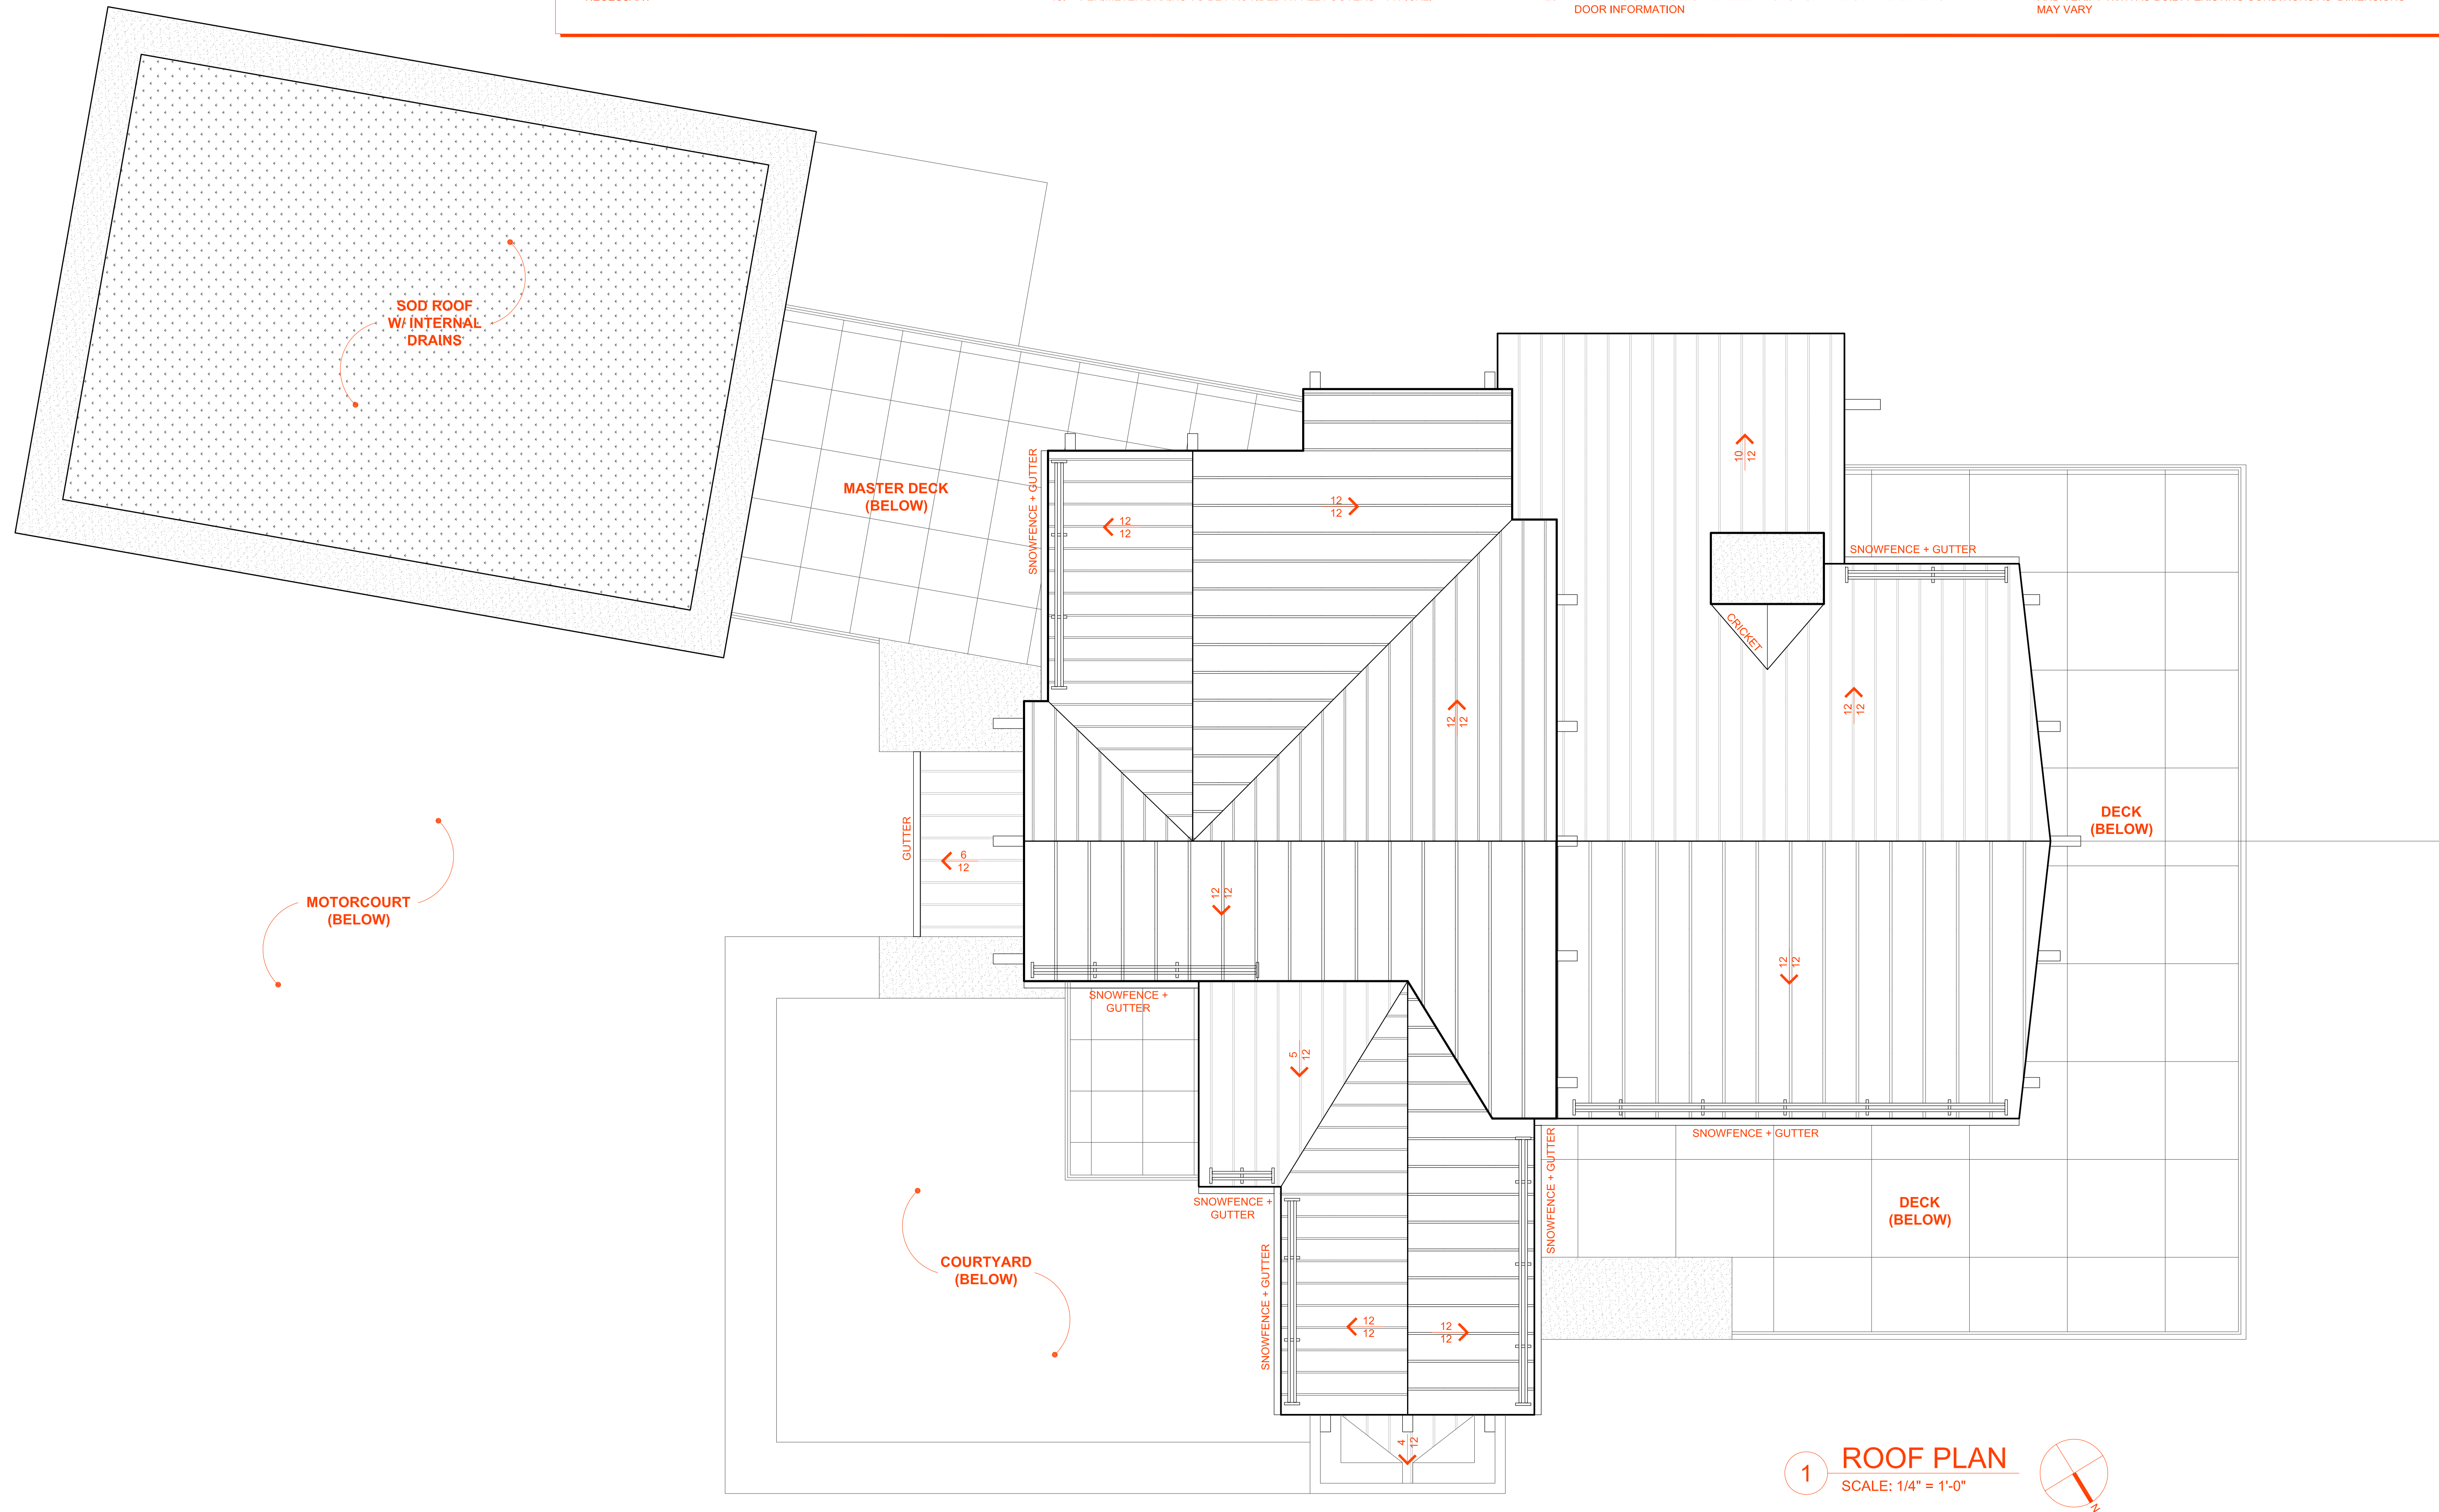 DOOR INFORMATION
MAY VARY
SOD ROOF
W/ INTERNAL
DRAINS
MASTER DECK
(BELOW)
SNOWFENCE + GUTTER
12
12
12
12
10
12
SNOWFENCE + GUTTER
CRICKET
12
12
12
12
DECK
(BELOW)
GUTTER
6
12
MOTORCOURT
(BELOW)
12
12
12
12
SNOWFENCE +
GUTTER
5
12
SNOWFENCE + GUTTER
SNOWFENCE + GUTTER
SNOWFENCE +
GUTTER
DECK
(BELOW)
COURTYARD
(BELOW)
SNOWFENCE + GUTTER
12
12
12
12
4
12
1
ROOF PLAN
SCALE: 1/4" = 1'-0"
N